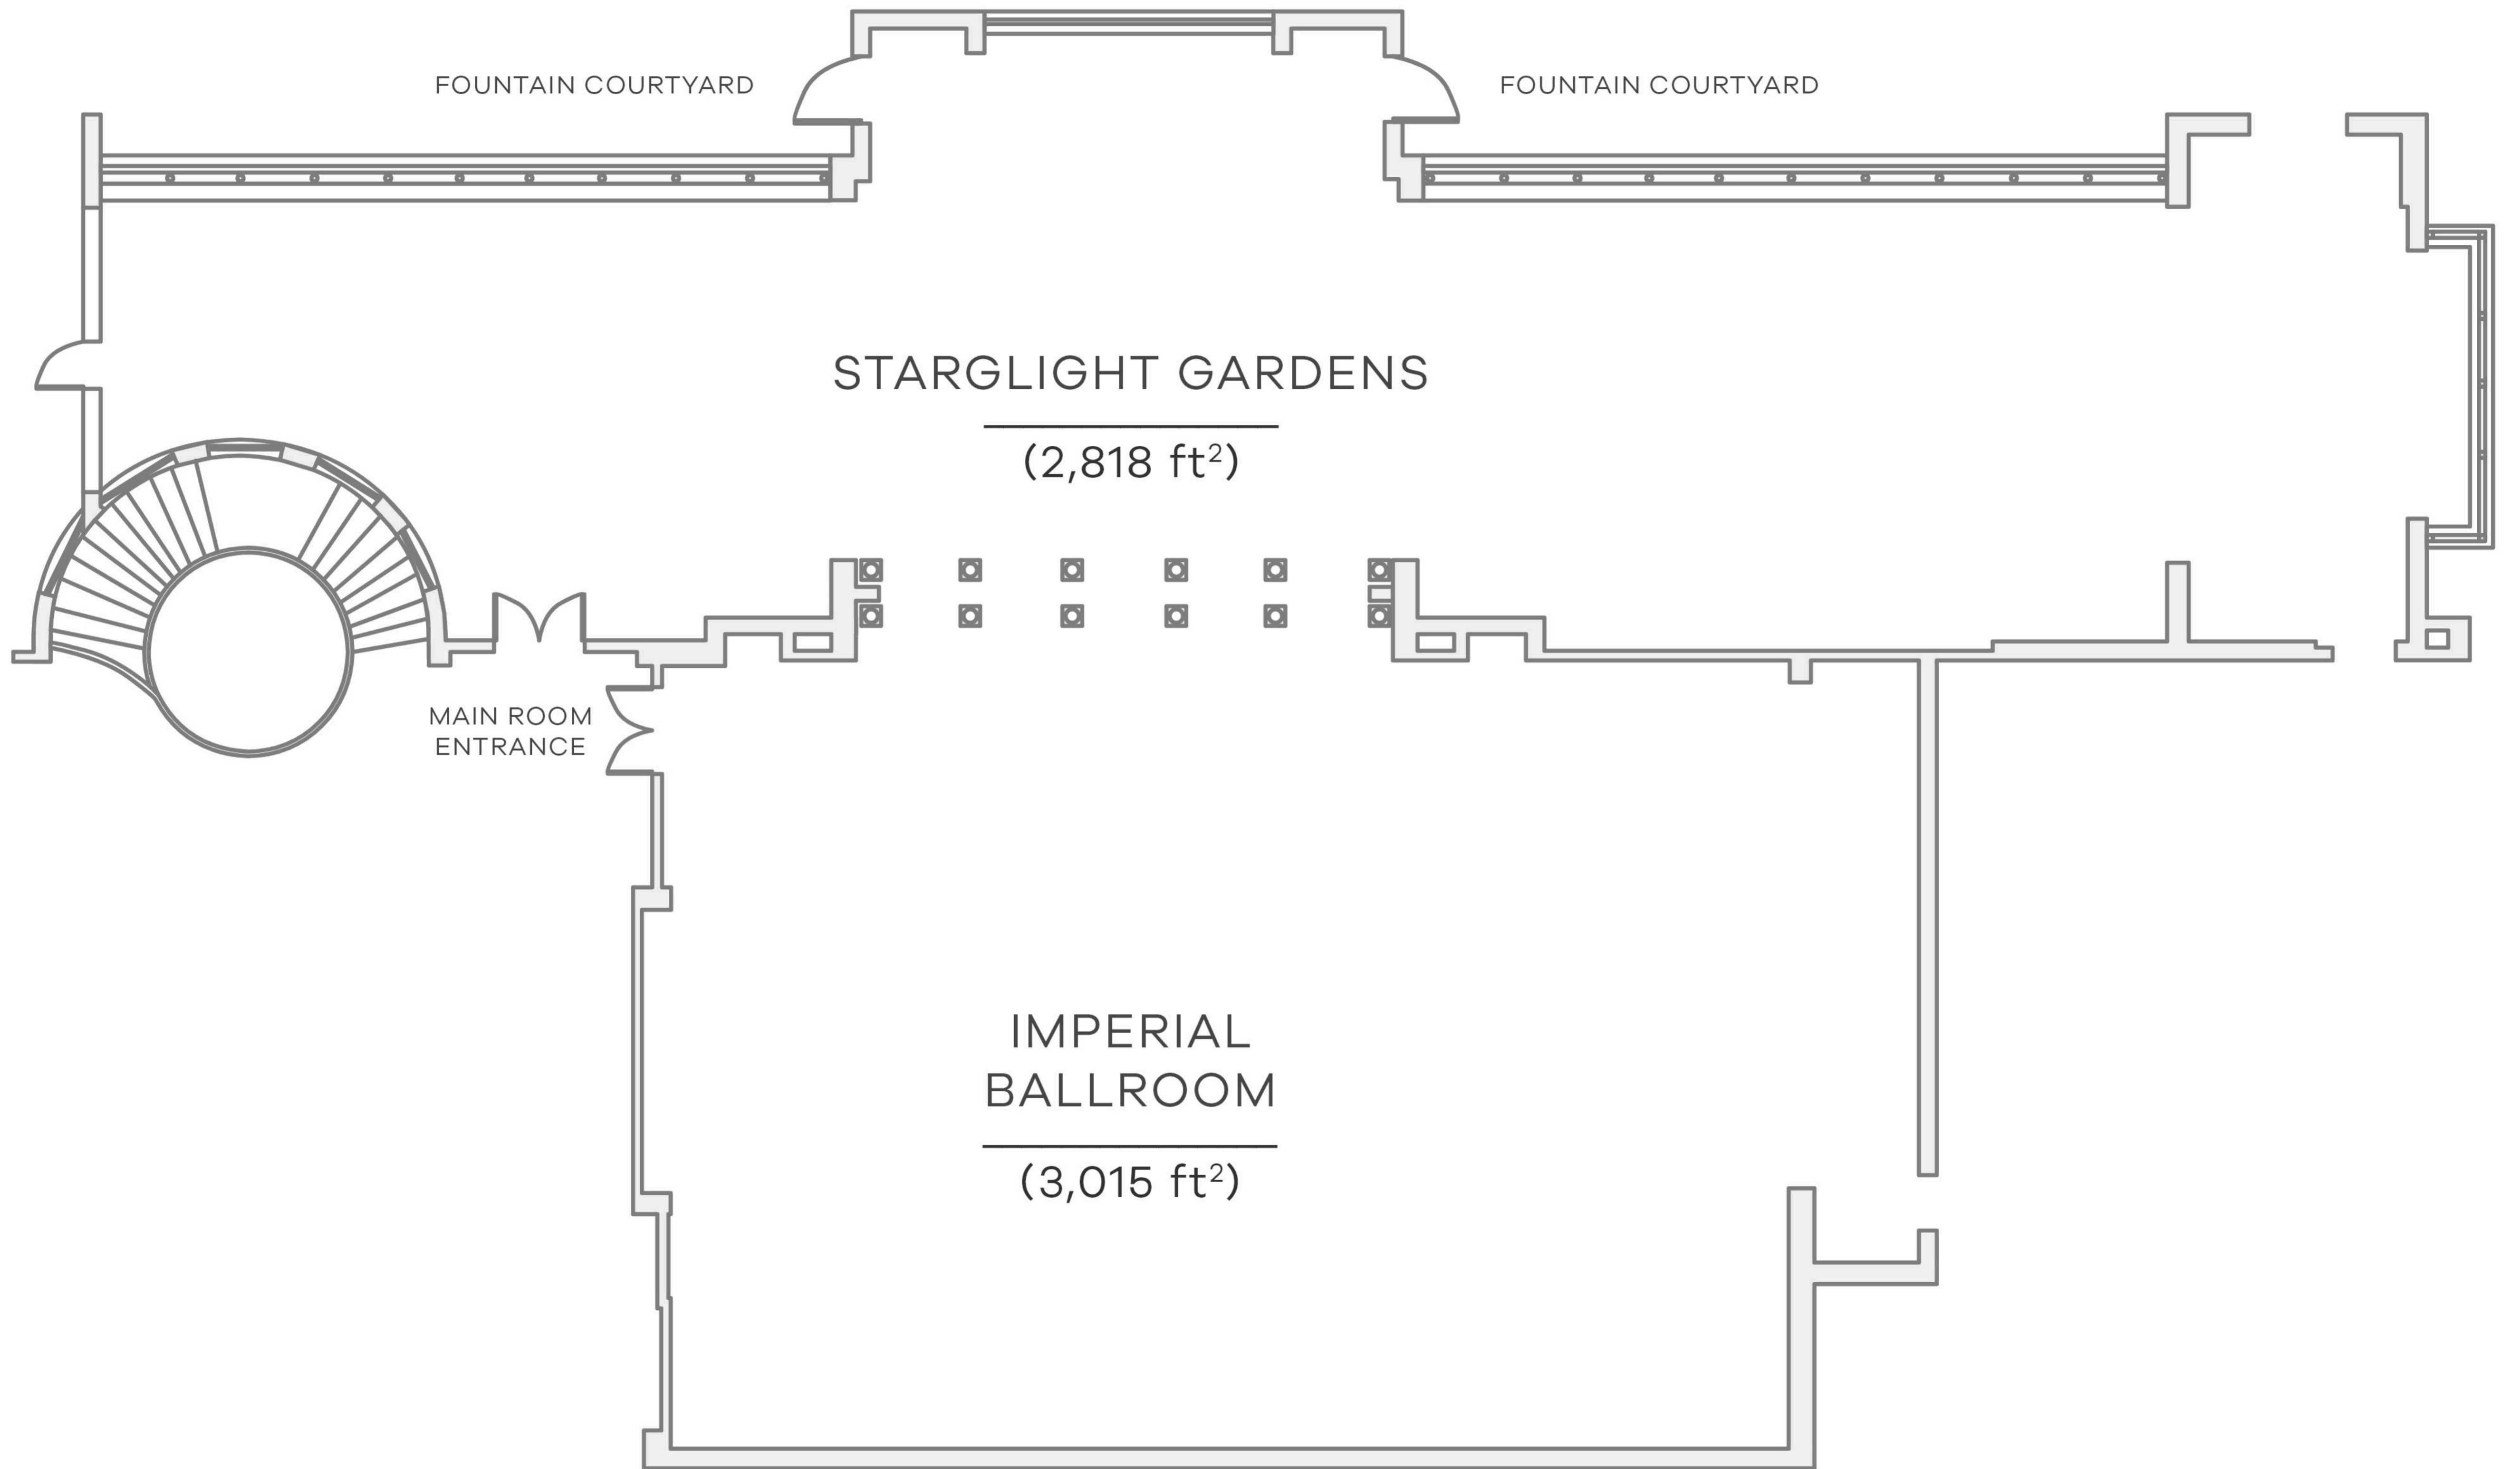 FOUNTAIN COURTYARD
FOUNTAIN COURTYARD
STARGLIGHT GARDENS
(2,818 ft²)
MAIN ROOM
ENTRANCE
IMPERIAL
BALLROOM
(3,015 ft²)